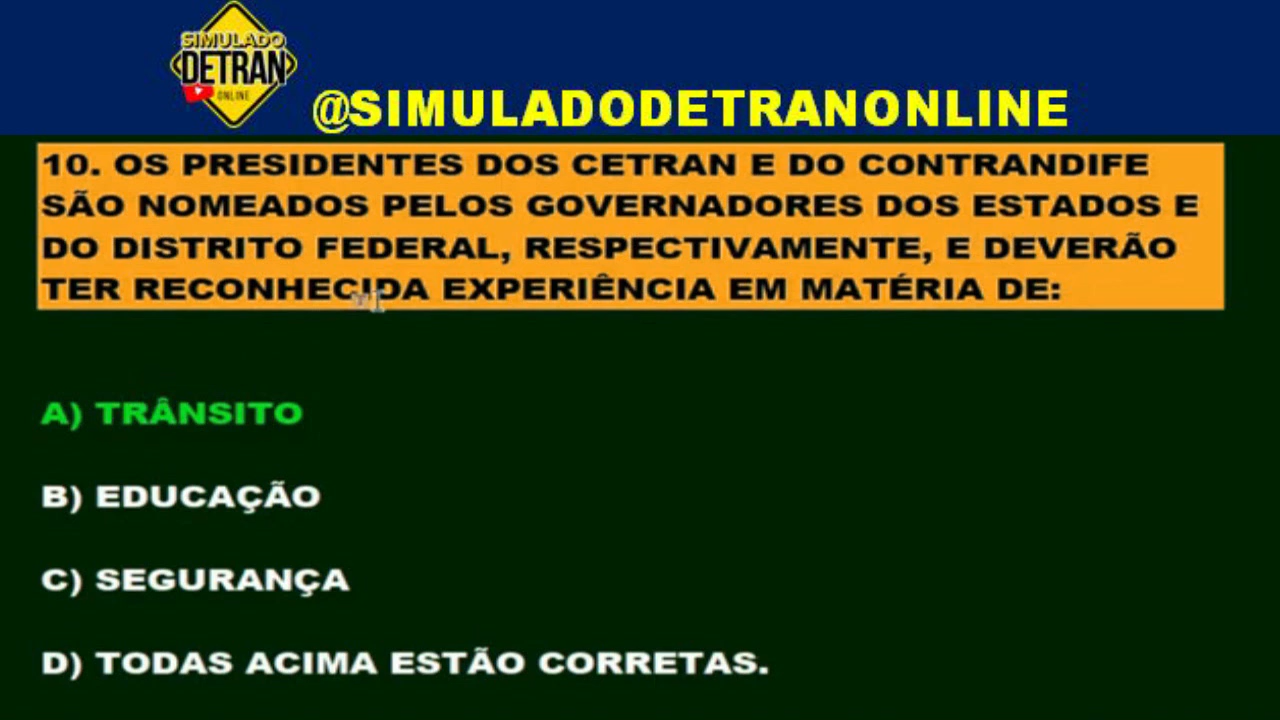 SIMULADO
DETRAN
ONLINE
@SIMULADODETRANONLINE
10. OS PRESIDENTES DOS CETRAN E DO CONTRANDIFE
SÃO NOMEADOS PELOS GOVERNADORES DOS ESTADOS E
DO DISTRITO FEDERAL, RESPECTIVAMENTE, E DEVERÃO
TER RECONHECIDA EXPERIÊNCIA EM MATÉRIA DE:
A) TRÂNSITO
B) EDUCAÇÃO
C) SEGURANÇA
D) TODAS ACIMA ESTÃO CORRETAS.